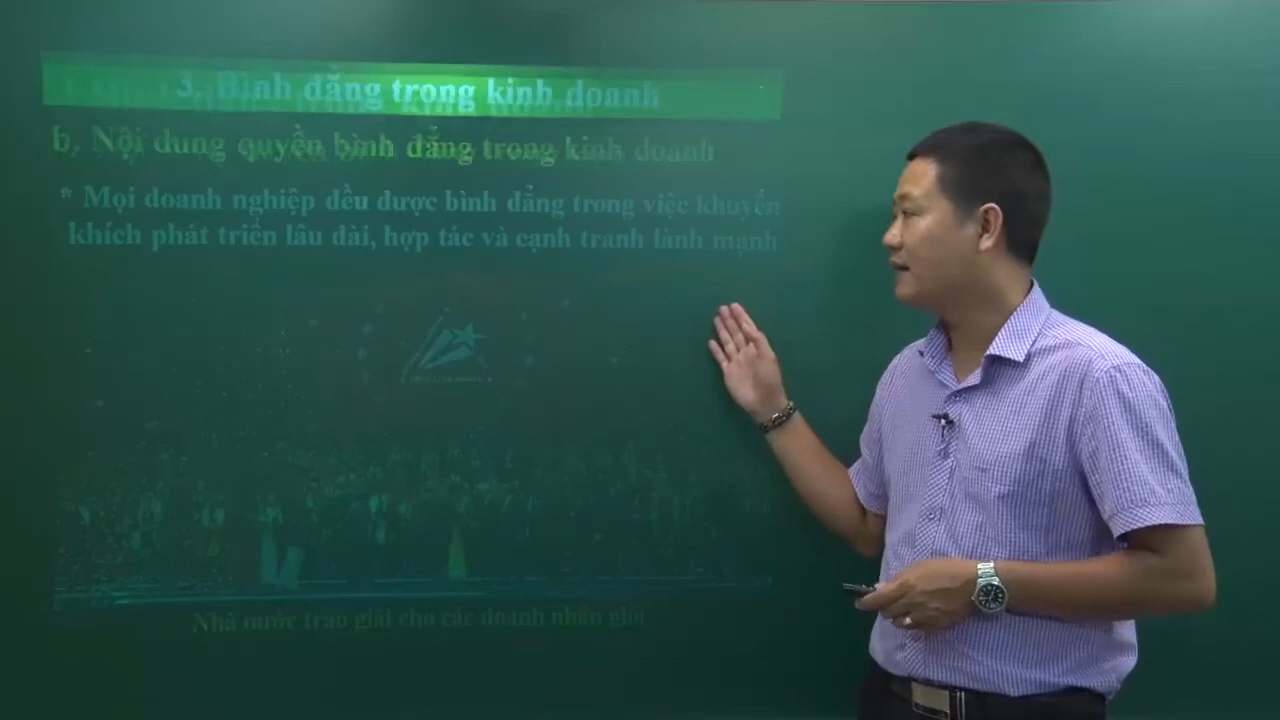 3. Bình đẳng trong kinh doanh
b. Nội dung quyền bình đẳng trong kinh doanh
* Mọi doanh nghiệp đều được bình đẳng trong việc khuyến
khích phát triển lâu dài, hợp tác và cạnh tranh lành mạnh
Nhà nước trao giải cho các doanh nhân giỏi